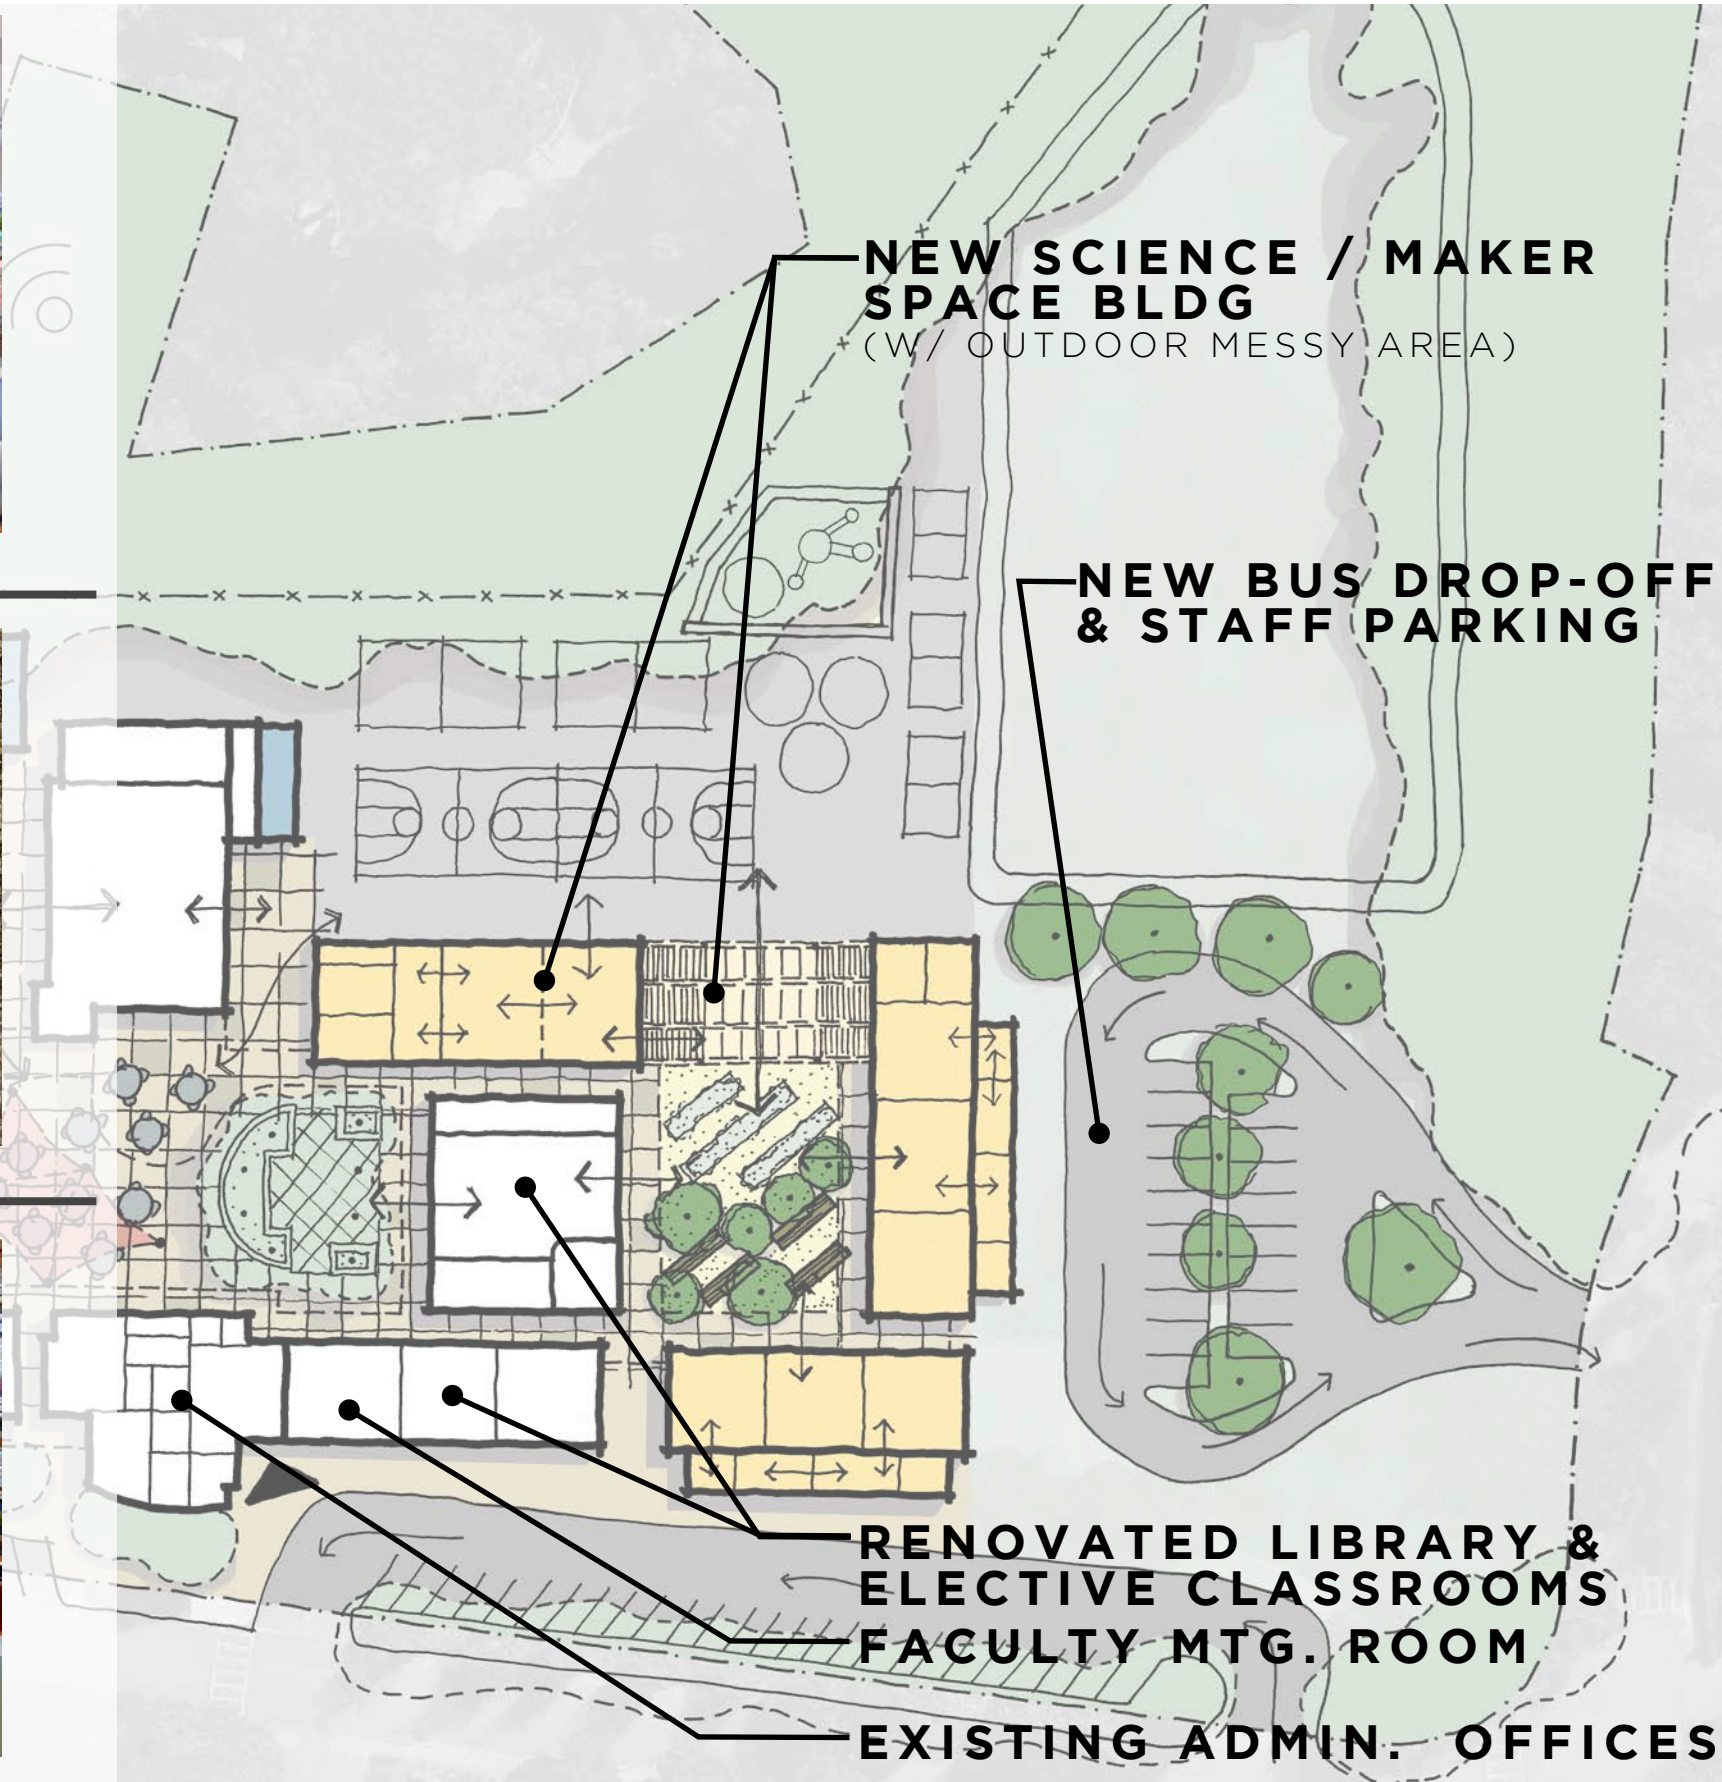 NEW SCIENCE / MAKER
SPACE BLDG
(W/ OUTDOOR MESSY AREA)
NEW BUS DROP-OFF
& STAFF PARKING
RENOVATED LIBRARY &
ELECTIVE CLASSROOMS
FACULTY MTG. ROOM
EXISTING ADMIN. OFFICES